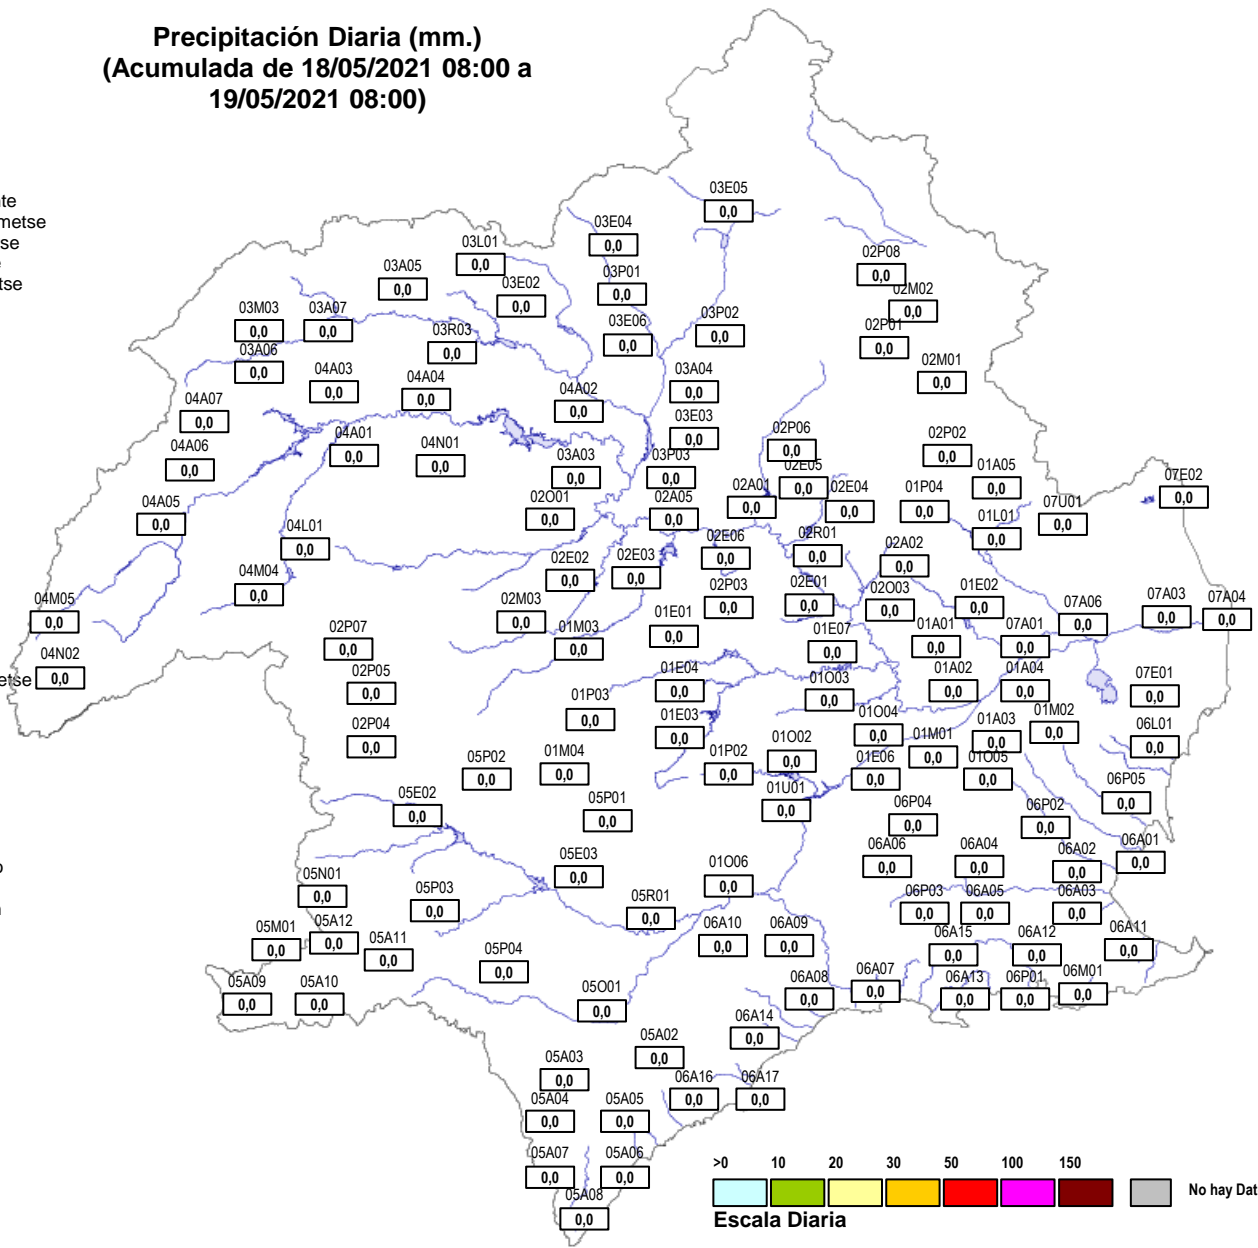 Precipitación Diaria (mm.)
(Acumulada de 18/05/2021 08:00 a
19/05/2021 08:00)
03E05
0,0
03E04
0,0
03L01
0,0
02P08
0,0
03A05
0,0
03P01
0,0
03E02
0,0
02M02
0,0
03M03
0,0
03A07
0,0
03P02
0,0
03E06
0,0
03R03
0,0
02P01
0,0
03A06
0,0
02M01
0,0
04A03
0,0
04A04
0,0
03A04
0,0
04A02
0,0
04A07
0,0
03E03
0,0
04A01
0,0
04N01
0,0
02P06
0,0
02P02
0,0
04A06
0,0
03A03
0,0
03P03
0,0
02E05
0,0
01A05
0,0
07E02
0,0
02A01
0,0
02E04
0,0
01P04
0,0
04A05
0,0
02O01
0,0
02A05
0,0
07U01
0,0
01L01
0,0
04L01
0,0
02E06
0,0
02R01
0,0
02A02
0,0
02E02
0,0
02E03
0,0
04M04
0,0
02P03
0,0
02E01
0,0
02O03
0,0
01E02
0,0
07A03
0,0
07A04
0,0
04M05
0,0
02M03
0,0
01E01
0,0
07A06
0,0
02P07
0,0
01M03
0,0
01E07
0,0
01A01
0,0
07A01
0,0
04N02
0,0
etse
02P05
0,0
01E04
0,0
01O03
0,0
01A02
0,0
01A04
0,0
07E01
0,0
01P03
0,0
01E03
0,0
01O04
0,0
01A03
0,0
01M02
0,0
06L01
0,0
02P04
0,0
01M01
0,0
05P02
0,0
01M04
0,0
01P02
0,0
01O02
0,0
01E06
0,0
01O05
0,0
05E02
0,0
05P01
0,0
01U01
0,0
06P04
0,0
06P02
0,0
06P05
0,0
05E03
0,0
01O06
0,0
06A06
0,0
06A04
0,0
06A02
0,0
06A01
0,0
05N01
0,0
05P03
0,0
05R01
0,0
06P03
0,0
06A05
0,0
06A03
0,0
05M01
0,0
05A12
0,0
05A11
0,0
05P04
0,0
06A10
0,0
06A09
0,0
06A15
0,0
06A12
0,0
06A11
0,0
05A09
0,0
05A10
0,0
05O01
0,0
06A08
0,0
06A07
0,0
06A13
0,0
06P01
0,0
06M01
0,0
06A14
0,0
05A02
0,0
05A03
0,0
06A16
0,0
06A17
0,0
05A04
0,0
05A05
0,0
05A07
0,0
05A06
0,0
05A08
0,0
te
metse
se
tse
>0 10 20 30 50 100 150
No hay Dat
Escala Diaria